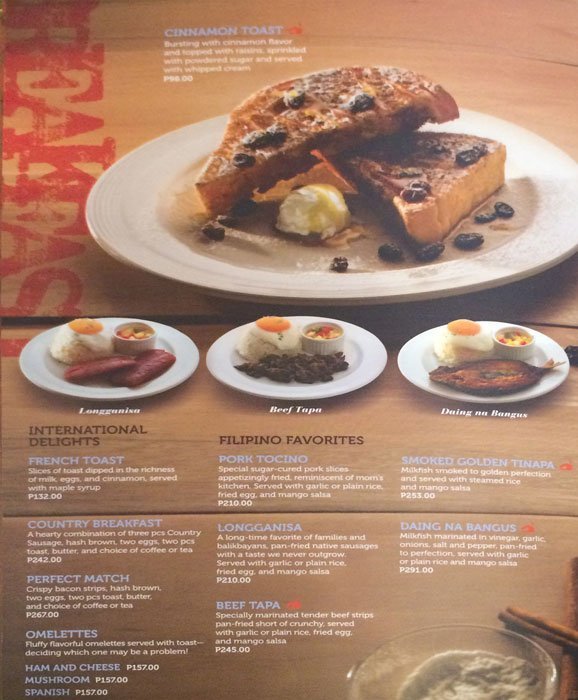 BREAKFAST
CINNAMON TOAST
Bursting with cinnamon flavor
and topped with raisins, sprinkled
with powdered sugar and served
with whipped cream
P98.00
Longganisa
Beef Tapa
Daing na Bangus
INTERNATIONAL
DELIGHTS
FRENCH TOAST
Slices of toast dipped in the richness
of milk, eggs, and cinnamon, served
with maple syrup
P132.00
COUNTRY BREAKFAST
A hearty combination of three pcs Country
Sausage, hash brown, two eggs, two pcs
toast, butter, and choice of coffee or tea
P242.00
PERFECT MATCH
Crispy bacon strips, hash brown,
two eggs, two pcs toast, butter,
and choice of coffee or tea
P267.00
OMELETTES
Fluffy flavorful omelettes served with toast—
deciding which one may be a problem!
HAM AND CHEESE P157.00
MUSHROOM P157.00
SPANISH P157.00
FILIPINO FAVORITES
PORK TOCINO
Special sugar-cured pork slices
appetizingly fried, reminiscent of mom's
kitchen. Served with garlic or plain rice,
fried egg, and mango salsa
P210.00
LONGGANISA
A long-time favorite of families and
balikbayans, pan-fried native sausages
with a taste we never outgrow.
Served with garlic or plain rice,
fried egg, and mango salsa
P210.00
BEEF TAPA
Specially marinated tender beef strips
pan-fried short of crunchy, served
with garlic or plain rice, fried egg,
and mango salsa
P245.00
SMOKED GOLDEN TINAPA
Milkfish smoked to golden perfection
and served with steamed rice
and mango salsa
P253.00
DAING NA BANGUS
Milkfish marinated in vinegar, garlic,
onions, salt and pepper, pan-fried
to perfection, served with garlic
or plain rice and mango salsa
P291.00